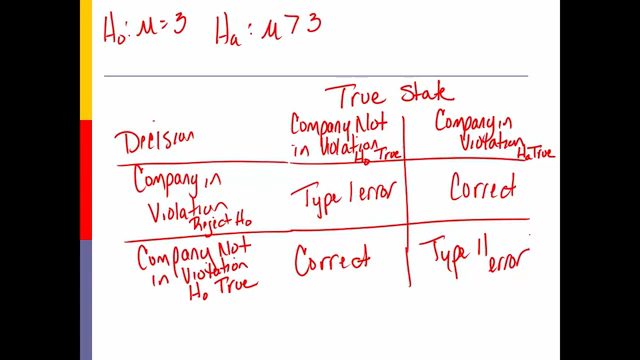 H₀: μ = 3 Hₐ: μ > 3
True State
Decision
Company Not
in Violation
H₀ True
Company in
Violation
Hₐ True
Company in
Violation
Reject H₀
Type I error
Correct
Company Not
in Violation
H₀ True
Correct
Type II
error